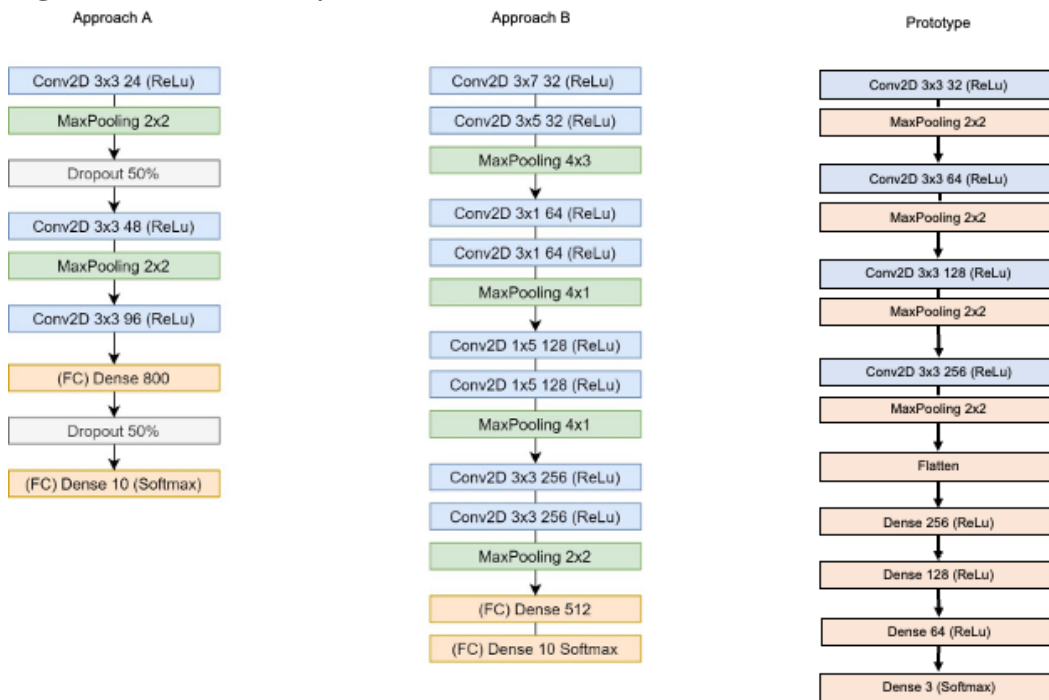 Approach A
Conv2D 3x3 24 (ReLu)
MaxPooling 2x2
Dropout 50%
Conv2D 3x3 48 (ReLu)
MaxPooling 2x2
Conv2D 3x3 96 (ReLu)
(FC) Dense 800
Dropout 50%
(FC) Dense 10 (Softmax)
Approach B
Conv2D 3x7 32 (ReLu)
Conv2D 3x5 32 (ReLu)
MaxPooling 4x3
Conv2D 3x1 64 (ReLu)
Conv2D 3x1 64 (ReLu)
MaxPooling 4x1
Conv2D 1x5 128 (ReLu)
Conv2D 1x5 128 (ReLu)
MaxPooling 4x1
Conv2D 3x3 256 (ReLu)
Conv2D 3x3 256 (ReLu)
MaxPooling 2x2
(FC) Dense 512
(FC) Dense 10 Softmax
Prototype
Conv2D 3x3 32 (ReLu)
MaxPooling 2x2
Conv2D 3x3 64 (ReLu)
MaxPooling 2x2
Conv2D 3x3 128 (ReLu)
MaxPooling 2x2
Conv2D 3x3 256 (ReLu)
MaxPooling 2x2
Flatten
Dense 256 (ReLu)
Dense 128 (ReLu)
Dense 64 (ReLu)
Dense 3 (Softmax)